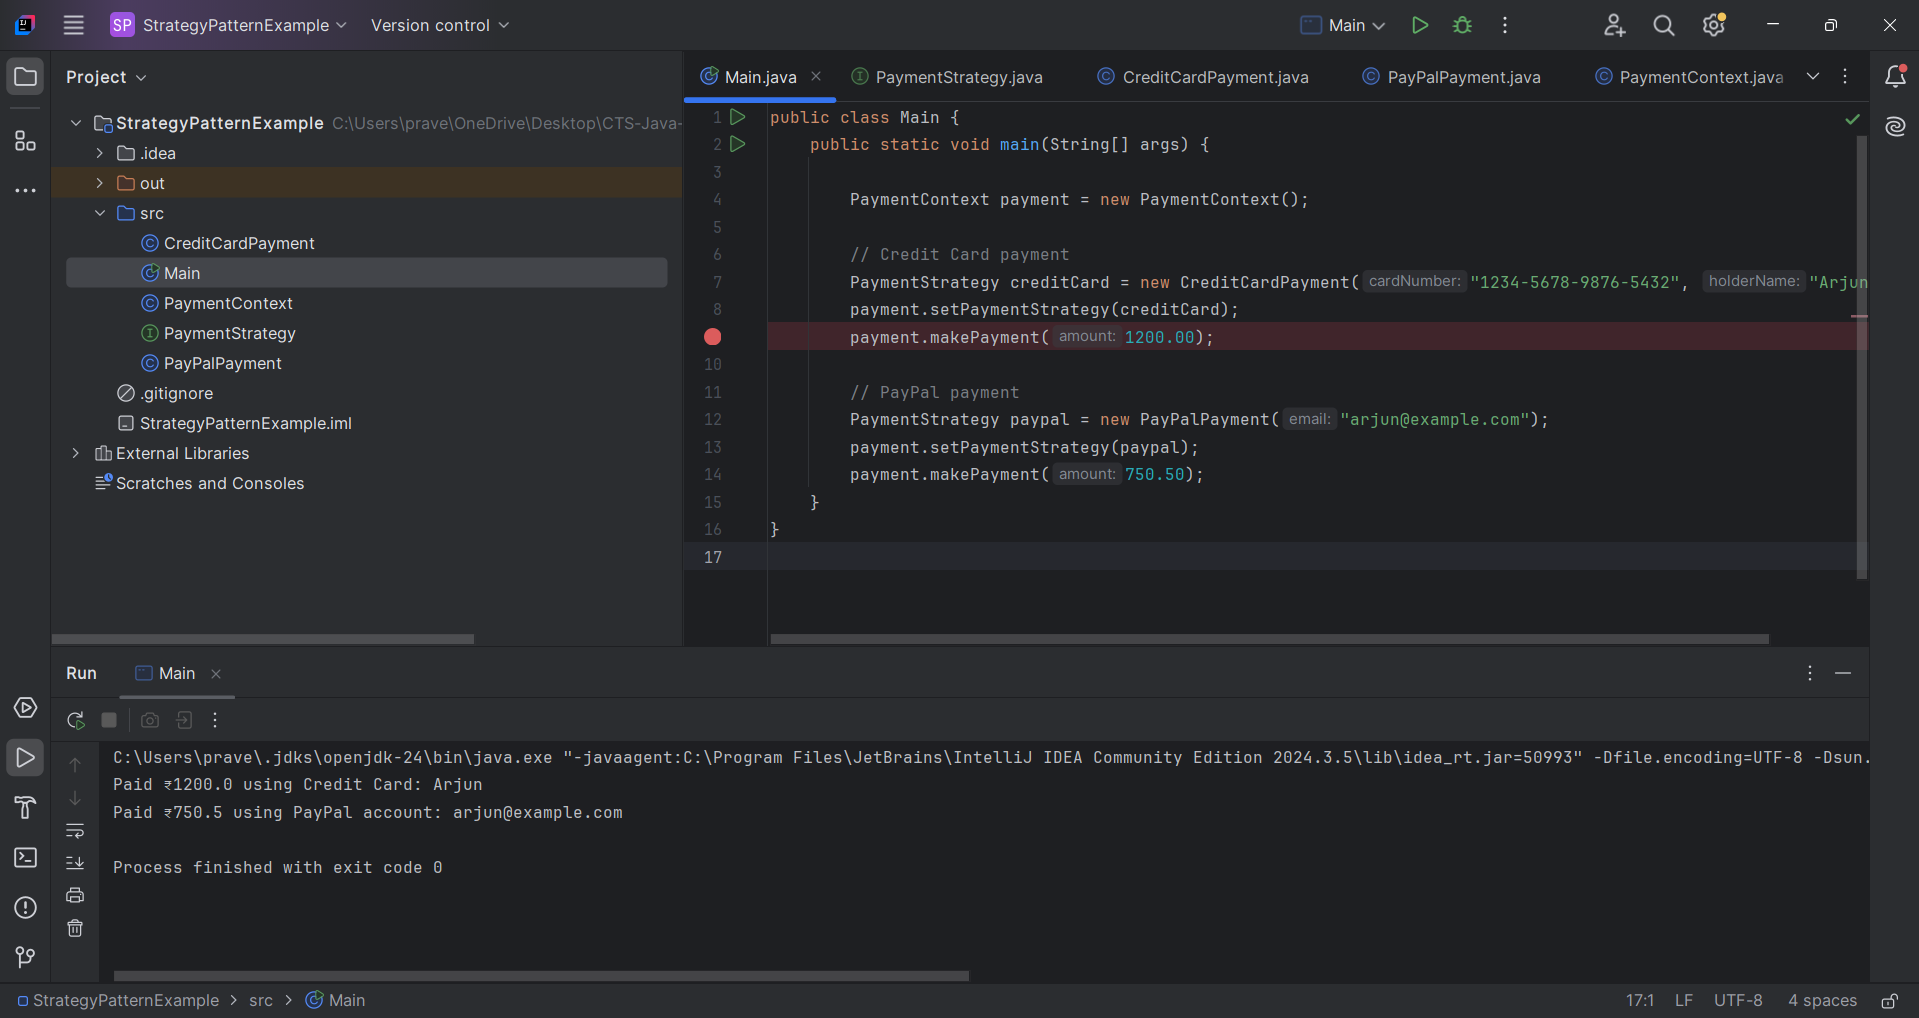 SP StrategyPatternExample Version control Main
Project
StrategyPatternExample C:\Users\prave\OneDrive\Desktop\CTS-Java-
.idea
out
src
CreditCardPayment
Main
PaymentContext
PaymentStrategy
PayPalPayment
.gitignore
StrategyPatternExample.iml
External Libraries
Scratches and Consoles
Main.java PaymentStrategy.java CreditCardPayment.java PayPalPayment.java PaymentContext.java
1 public class Main {
2 public static void main(String[] args) {
3
4 PaymentContext payment = new PaymentContext();
5
6 // Credit Card payment
7 PaymentStrategy creditCard = new CreditCardPayment( cardNumber: "1234-5678-9876-5432", holderName: "Arjun
8 payment.setPaymentStrategy(creditCard);
payment.makePayment( amount: 1200.00);
10
11 // PayPal payment
12 PaymentStrategy paypal = new PayPalPayment( email: "arjun@example.com");
13 payment.setPaymentStrategy(paypal);
14 payment.makePayment( amount: 750.50);
15 }
16 }
17
Run Main
C:\Users\prave\.jdks\openjdk-24\bin\java.exe "-javaagent:C:\Program Files\JetBrains\IntelliJ IDEA Community Edition 2024.3.5\lib\idea_rt.jar=50993" -Dfile.encoding=UTF-8 -Dsun.
Paid ₹1200.0 using Credit Card: Arjun
Paid ₹750.5 using PayPal account: arjun@example.com
Process finished with exit code 0
StrategyPatternExample > src > Main 17:1 LF UTF-8 4 spaces